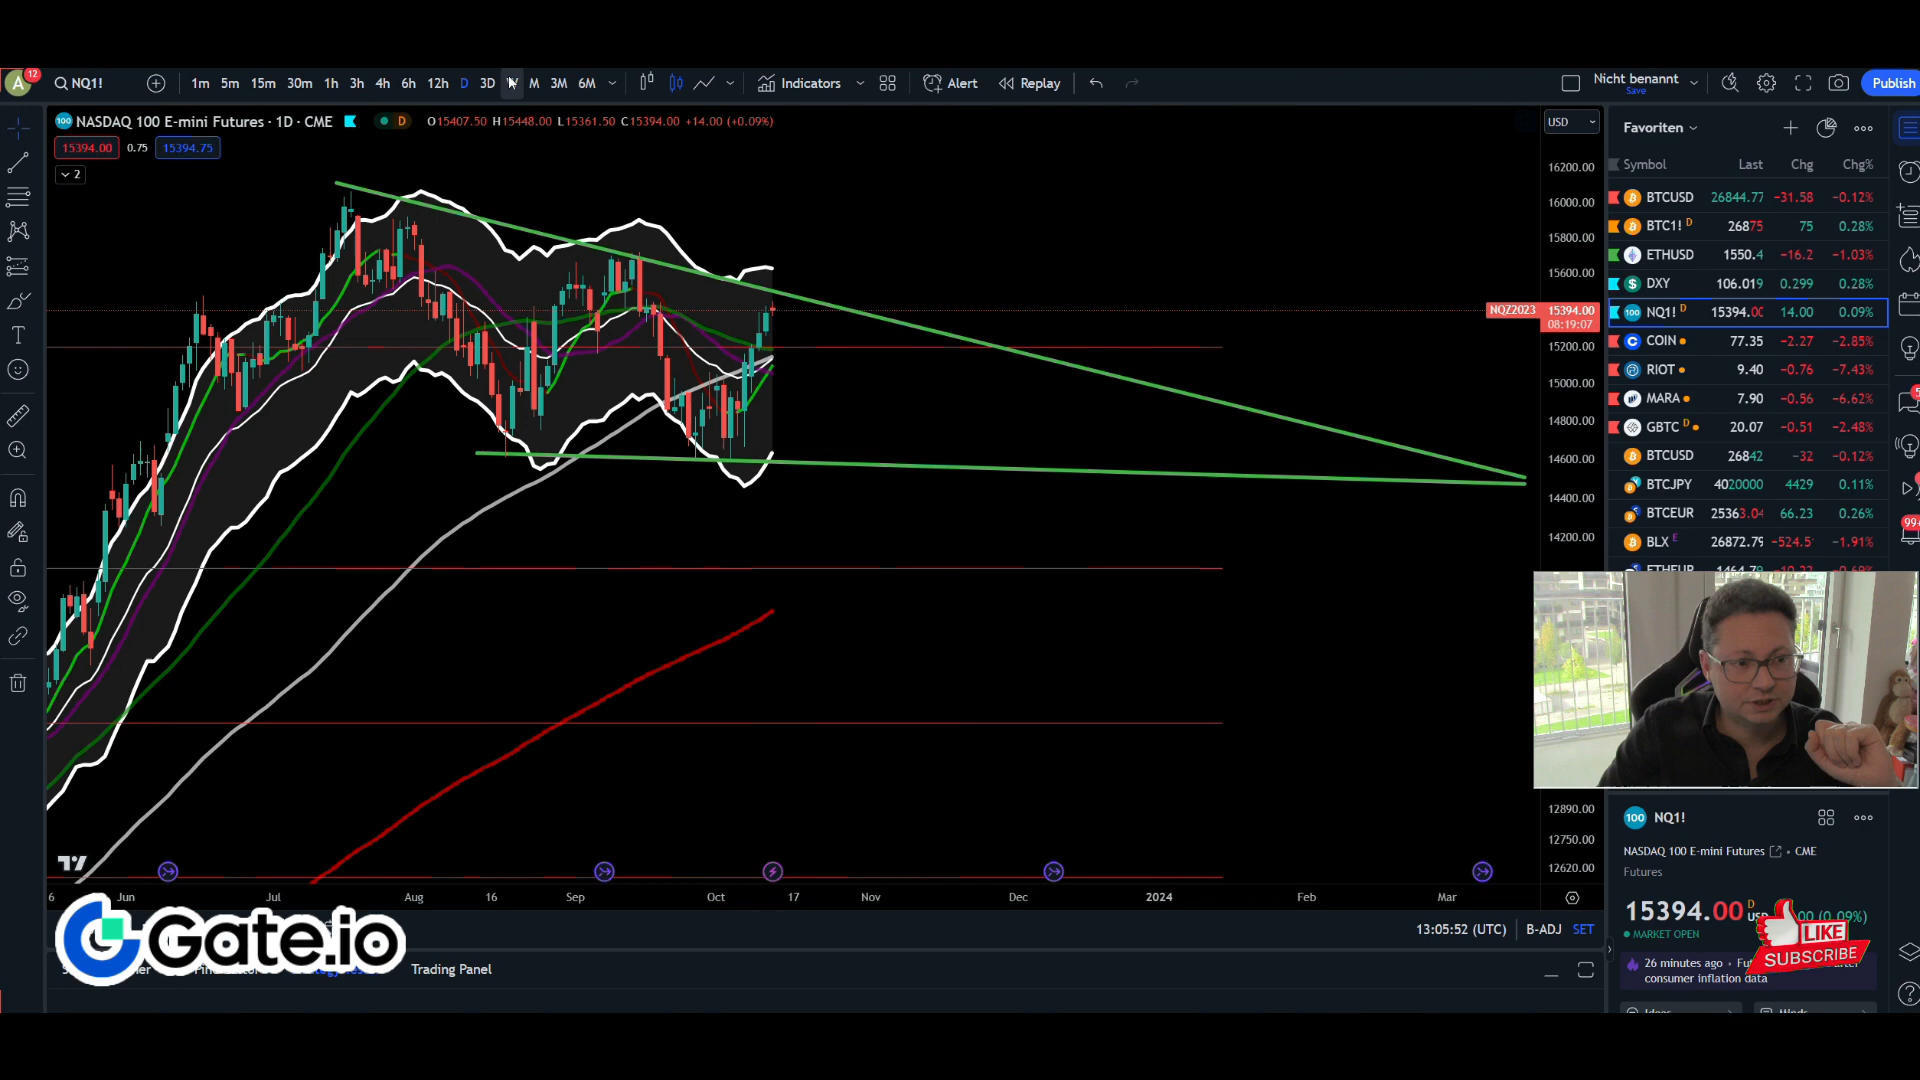 A 12 NQ1! 1m 5m 15m 30m 1h 3h 4h 6h 12h D 3D W M 3M 6M Indicators Alert Replay Nicht benannt Save Publish
NASDAQ 100 E-mini Futures · 1D · CME D O15407.50 H15448.00 L15361.50 C15394.00 +14.00 (+0.09%)
15394.00 0.75 15394.75
2
USD
16200.00
16000.00
15800.00
15600.00
NQZ2023 15394.00
08:19:07
15200.00
15000.00
14800.00
14600.00
14400.00
14200.00
12890.00
12750.00
12620.00
6 Jun Jul Aug 16 Sep Oct 17 Nov Dec 2024 Feb Mar
13:05:52 (UTC) B-ADJ SET
Gate.io
Trading Panel
Favoriten
Symbol Last Chg Chg%
BTCUSD 26844.77 −31.58 −0.12%
BTC1! D 26875 75 0.28%
ETHUSD 1550.4 −16.2 −1.03%
DXY 106.019 0.299 0.28%
100 NQ1! D 15394.00 14.00 0.09%
COIN 77.35 −2.27 −2.85%
RIOT 9.40 −0.76 −7.43%
MARA 7.90 −0.56 −6.62%
GBTC D 20.07 −0.51 −2.48%
BTCUSD 26842 −32 −0.12%
BTCJPY 4020000 4429 0.11%
BTCEUR 25363.04 66.23 0.26%
BLX E 26872.79 −524.5 −1.91%
100 NQ1!
NASDAQ 100 E-mini Futures • CME
Futures
15394.00 D USD (0.09%)
MARKET OPEN
LIKE
SUBSCRIBE
26 minutes ago •
consumer inflation data